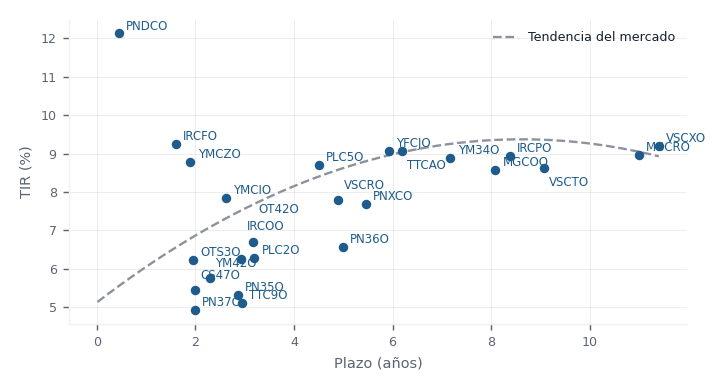 PNDCO
Tendencia del mercado
IRCFO
YMCZO
PLC5O
YFCJO
TTCAO
YM34O
IRCPO
MGCOO
VSCTO
VSCXO
YMCIO
OT42O
VSCRO
PNXCO
IRCOO
PN36O
OTS3O
YM42O
PLC2O
CS47O
PN35O
TTC9O
PN37O
12
11
10
9
8
7
6
5
TIR (%)
0
2
4
6
8
10
Plazo (años)